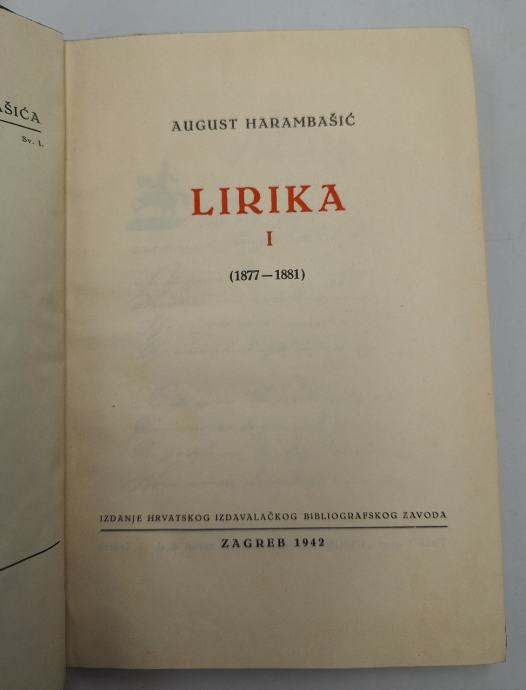 AŠIĆA
Sv. 1.
AUGUST HARAMBAŠIĆ
LIRIKA
I
(1877—1881)
IZDANJE HRVATSKOG IZDAVALAČKOG BIBLIOGRAFSKOG ZAVODA
ZAGREB 1942